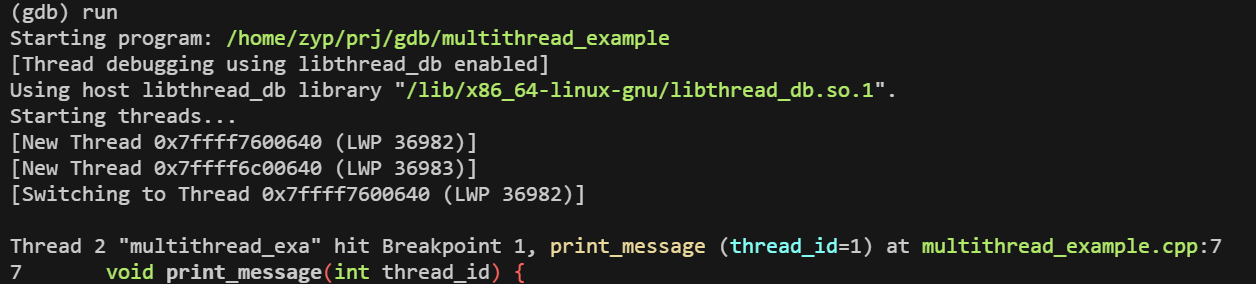 (gdb) run
Starting program: /home/zyp/prj/gdb/multithread_example
[Thread debugging using libthread_db enabled]
Using host libthread_db library "/lib/x86_64-linux-gnu/libthread_db.so.1".
Starting threads...
[New Thread 0x7ffff7600640 (LWP 36982)]
[New Thread 0x7ffff6c00640 (LWP 36983)]
[Switching to Thread 0x7ffff7600640 (LWP 36982)]

Thread 2 "multithread_exa" hit Breakpoint 1, print_message (thread_id=1) at multithread_example.cpp:7
7       void print_message(int thread_id) {